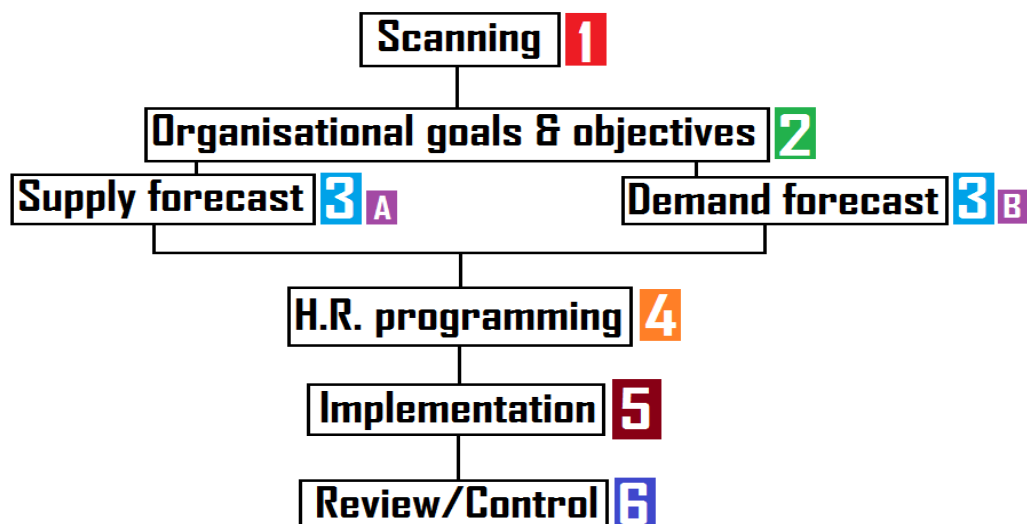 Scanning 1
Organisational goals & objectives 2
Supply forecast 3 A
Demand forecast 3 B
H.R. programming 4
Implementation 5
Review/Control 6